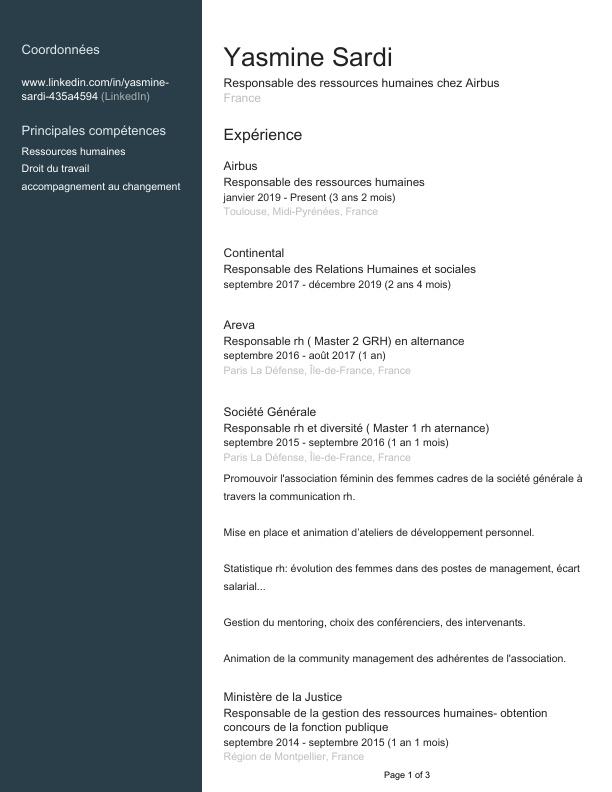 Coordonnées
www.linkedin.com/in/yasmine-
sardi-435a4594 (LinkedIn)
Principales compétences
Ressources humaines
Droit du travail
accompagnement au changement
Yasmine Sardi
Responsable des ressources humaines chez Airbus
France
Expérience
Airbus
Responsable des ressources humaines
janvier 2019 - Present (3 ans 2 mois)
Toulouse, Midi-Pyrénées, France
Continental
Responsable des Relations Humaines et sociales
septembre 2017 - décembre 2019 (2 ans 4 mois)
Areva
Responsable rh ( Master 2 GRH) en alternance
septembre 2016 - août 2017 (1 an)
Paris La Défense, Île-de-France, France
Société Générale
Responsable rh et diversité ( Master 1 rh aternance)
septembre 2015 - septembre 2016 (1 an 1 mois)
Paris La Défense, Île-de-France, France
Promouvoir l'association féminin des femmes cadres de la société générale à
travers la communication rh.
Mise en place et animation d'ateliers de développement personnel.
Statistique rh: évolution des femmes dans des postes de management, écart
salarial...
Gestion du mentoring, choix des conférenciers, des intervenants.
Animation de la community management des adhérentes de l'association.
Ministère de la Justice
Responsable de la gestion des ressources humaines- obtention
concours de la fonction publique
septembre 2014 - septembre 2015 (1 an 1 mois)
Région de Montpellier, France
Page 1 of 3